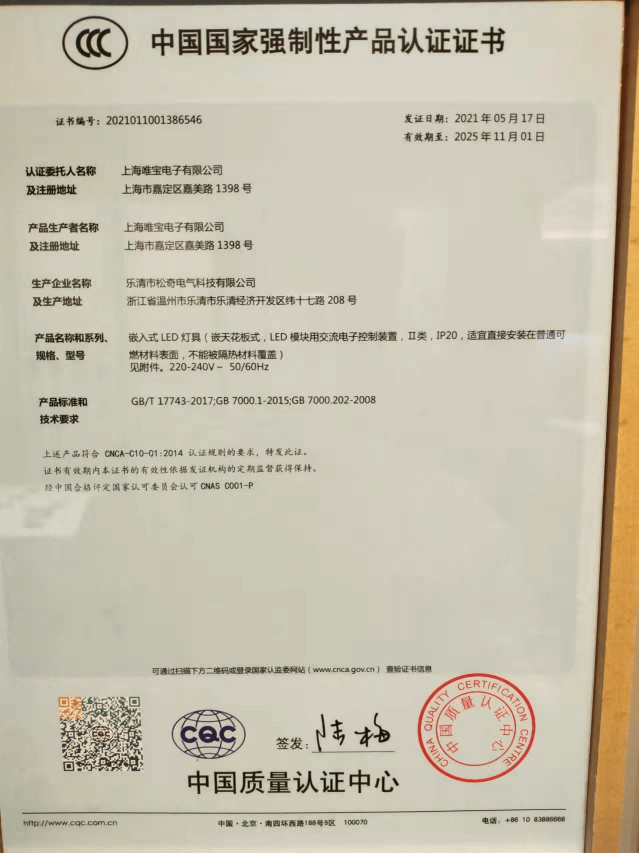 CCC
中国国家强制性产品认证证书
证书编号：2021011001386546
发证日期：2021 年 05 月 17 日
有效期至：2025 年 11 月 01 日
认证委托人名称 上海唯宝电子有限公司
及注册地址 上海市嘉定区嘉美路 1398 号
产品生产者名称 上海唯宝电子有限公司
及注册地址 上海市嘉定区嘉美路 1398 号
生产企业名称 乐清市松奇电气科技有限公司
及生产地址 浙江省温州市乐清市乐清经济开发区纬十七路 208 号
产品名称和系列、 嵌入式 LED 灯具（嵌天花板式，LED 模块用交流电子控制装置，Ⅱ类，IP20，适宜直接安装在普通可
规格、型号 燃材料表面，不能被隔热材料覆盖）
见附件。220-240V～ 50/60Hz
产品标准和 GB/T 17743-2017;GB 7000.1-2015;GB 7000.202-2008
技术要求
上述产品符合 CNCA-C10-01:2014 认证规则的要求，特发此证。
证书有效期内本证书的有效性依据发证机构的定期监督获得保持。
经中国合格评定国家认可委员会认可 CNAS C001-P
可通过扫描下方二维码或登录国家认监委网站（www.cnca.gov.cn） 查验证书信息
CQC
签发：陆梅
CHINA QUALITY CERTIFICATION CENTRE
中国质量认证中心
中国质量认证中心
http://www.cqc.com.cn
中国·北京·南四环西路188号9区 100070
电话：+86 10 83886666